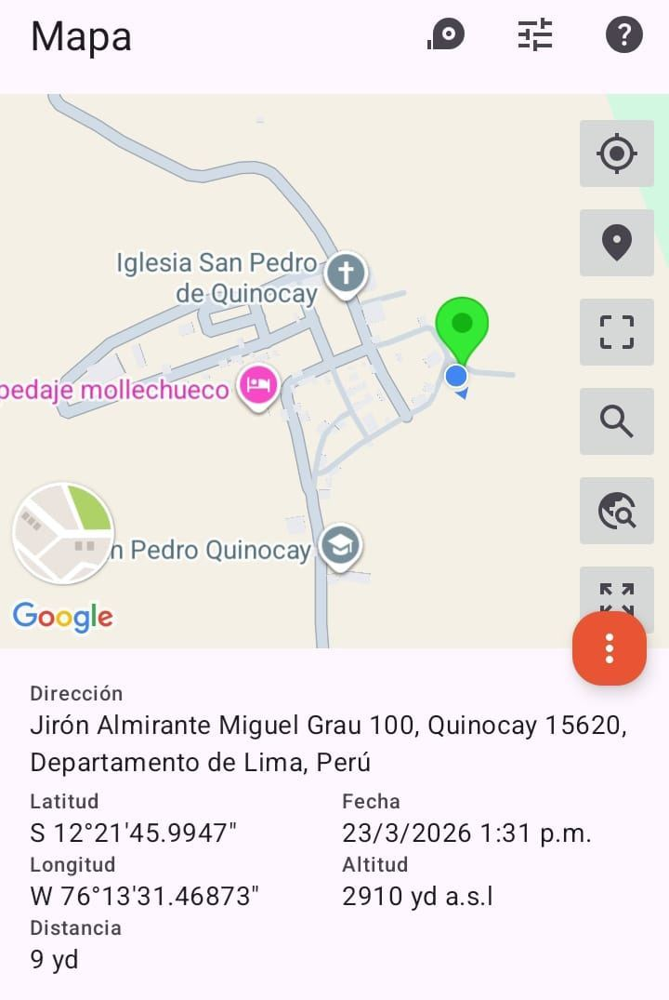 Mapa
Iglesia San Pedro
de Quinocay
pedaje mollechueco
n Pedro Quinocay
Google
Dirección
Jirón Almirante Miguel Grau 100, Quinocay 15620,
Departamento de Lima, Perú
Latitud
S 12°21'45.9947"
Fecha
23/3/2026 1:31 p.m.
Longitud
W 76°13'31.46873"
Altitud
2910 yd a.s.l
Distancia
9 yd